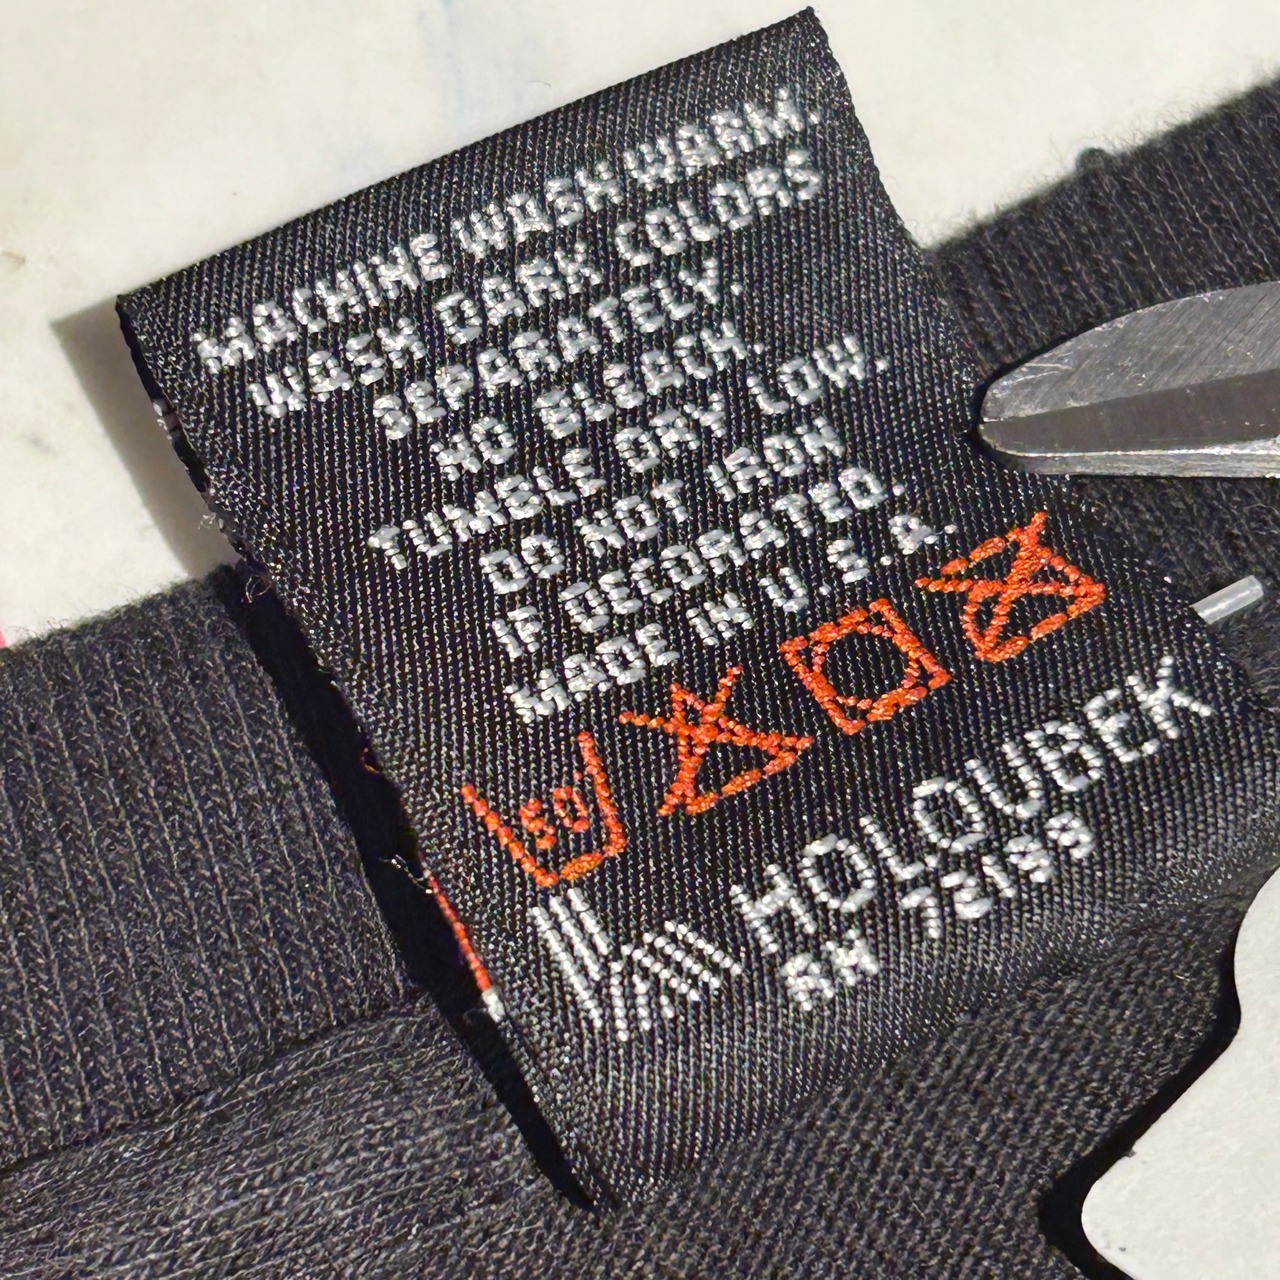 MACHINE WASH WARM.
WASH DARK COLORS
SEPARATELY.
NO BLEACH
TUMBLE DRY LOW.
DO NOT IRON
IF DECORATED.
MADE IN U.S.A.
50
HOLOUBEK
RN 72199